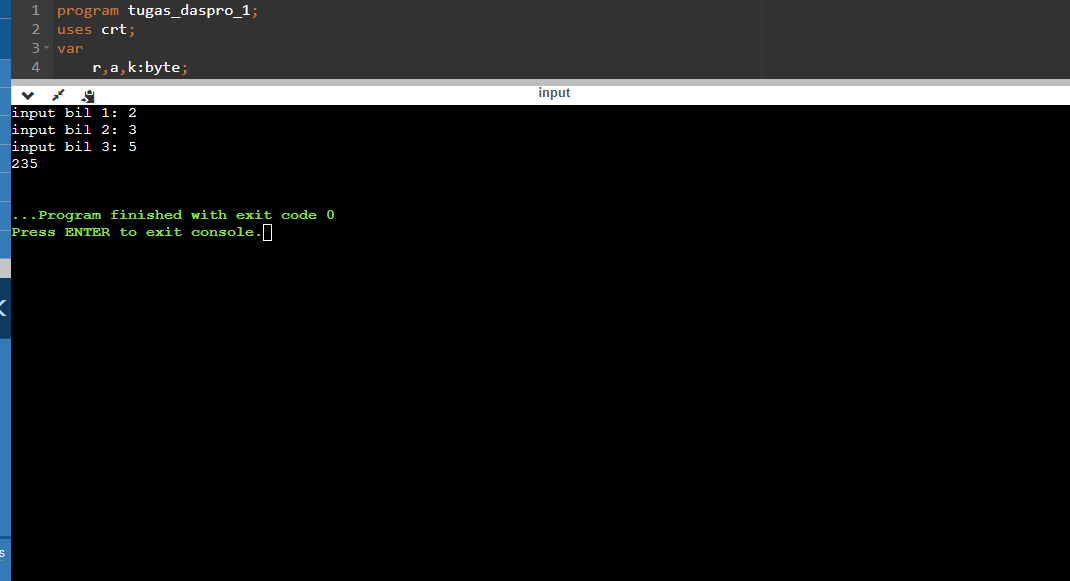 1 program tugas_daspro_1;
2 uses crt;
3 var
4 r,a,k:byte;
input
input bil 1: 2
input bil 2: 3
input bil 3: 5
235
...Program finished with exit code 0
Press ENTER to exit console.
s